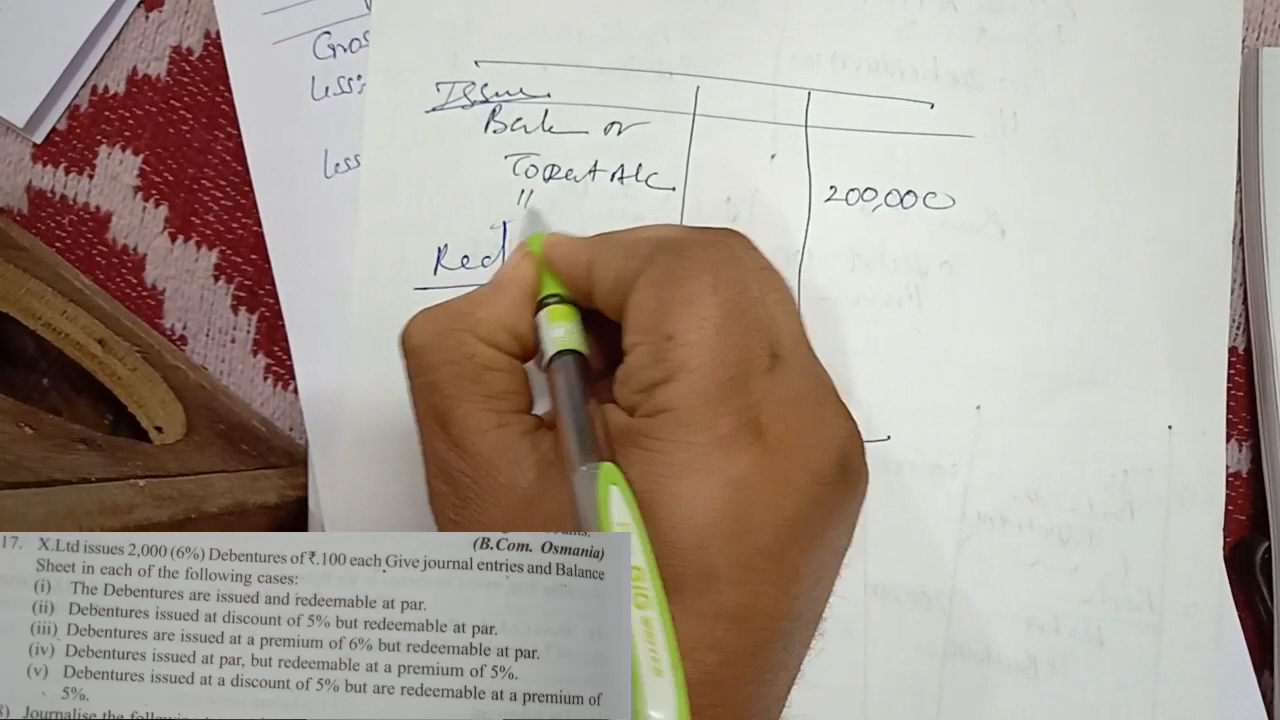 Gros
less:
less
Issue
Bank or
To Debt A/c
200,000
"
Red
(B.Com. Osmania)
17. X.Ltd issues 2,000 (6%) Debentures of ₹.100 each Give journal entries and Balance
Sheet in each of the following cases:
(i) The Debentures are issued and redeemable at par.
(ii) Debentures issued at discount of 5% but redeemable at par.
(iii) Debentures are issued at a premium of 6% but redeemable at par.
(iv) Debentures issued at par, but redeemable at a premium of 5%.
(v) Debentures issued at a discount of 5% but are redeemable at a premium of
5%.
) Journalise the following